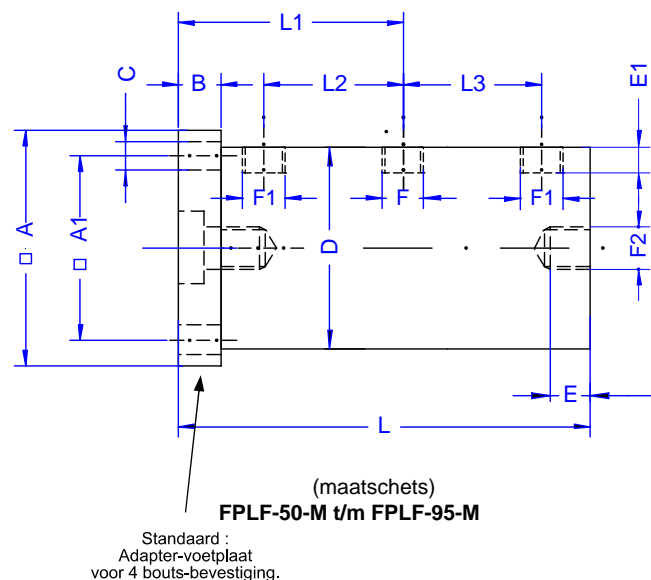 L1
C
B
L2
L3
E1
F1
F
F1
□ A
□ A1
D
F2
E
L
(maatschets)
FPLF-50-M t/m FPLF-95-M
Standaard :
Adapter-voetplaat
voor 4 bouts-bevestiging.